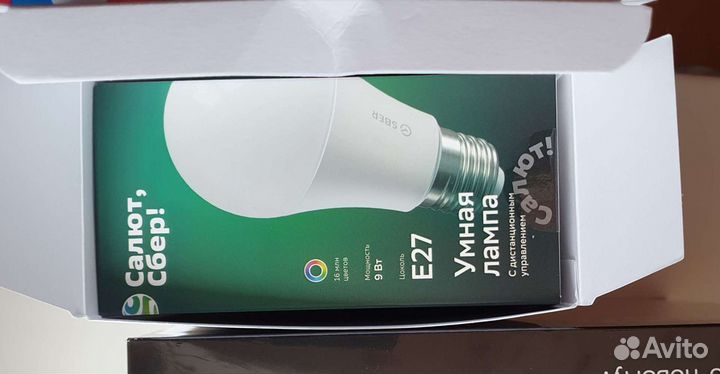 Салют,
Сбер!
SBER
16 млн
цветов
Мощность
9 Вт
Цоколь
E27
Умная
лампа
С дистанционным
управлением
Салют!
Avito